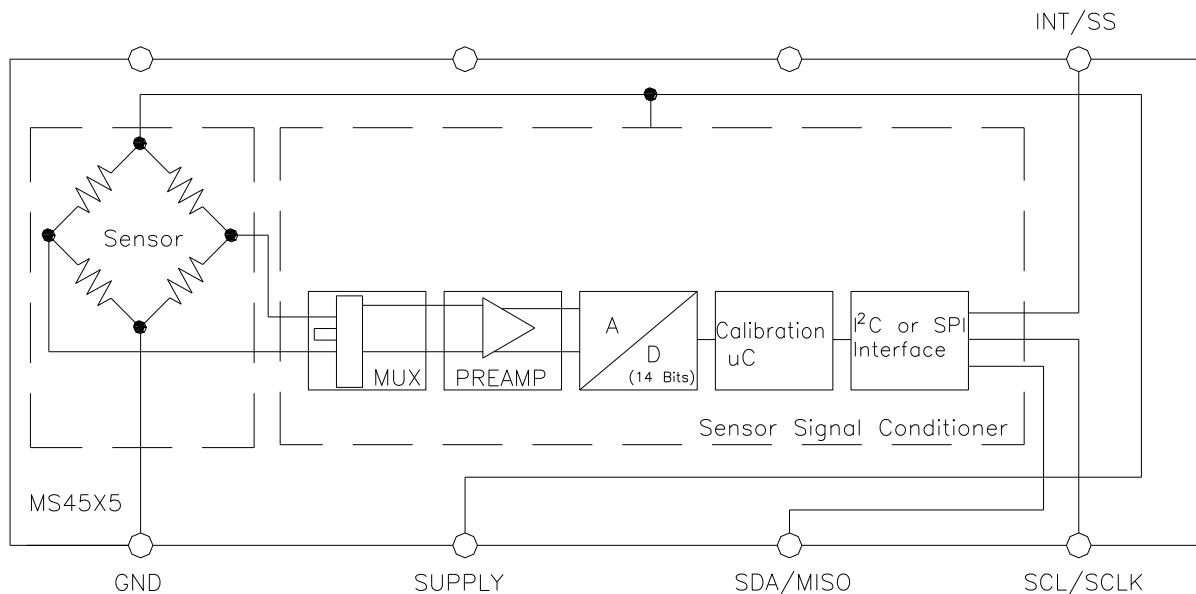 INT/SS
Sensor
A
D
(14 Bits)
MUX
PREAMP
Calibration
uC
I²C or SPI
Interface
Sensor Signal Conditioner
MS45X5
GND
SUPPLY
SDA/MISO
SCL/SCLK